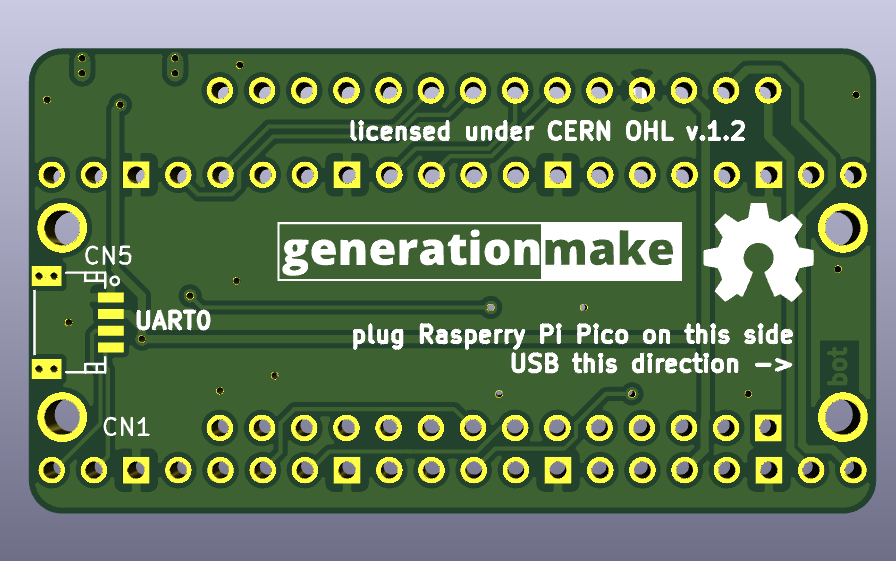 licensed under CERN OHL v.1.2
generationmake
CN5
UART0
plug Rasperry Pi Pico on this side
USB this direction ->
bot
CN1